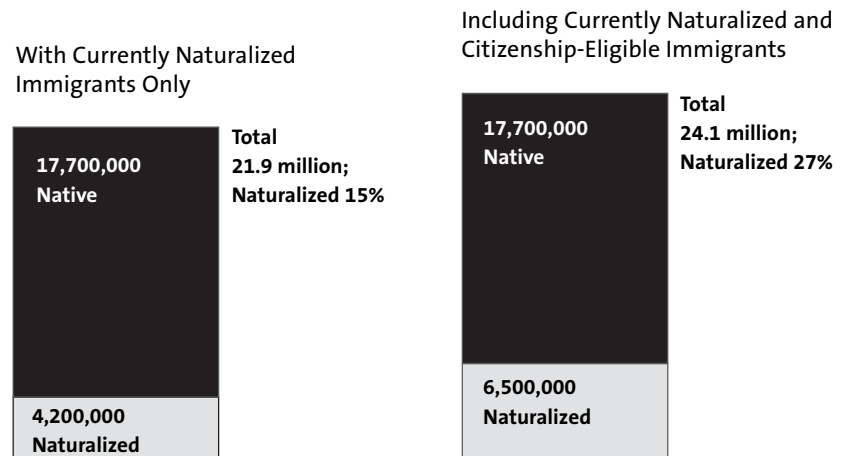 With Currently Naturalized
Immigrants Only
17,700,000
Native
Total
21.9 million;
Naturalized 15%
4,200,000
Naturalized
Including Currently Naturalized and
Citizenship-Eligible Immigrants
17,700,000
Native
Total
24.1 million;
Naturalized 27%
6,500,000
Naturalized